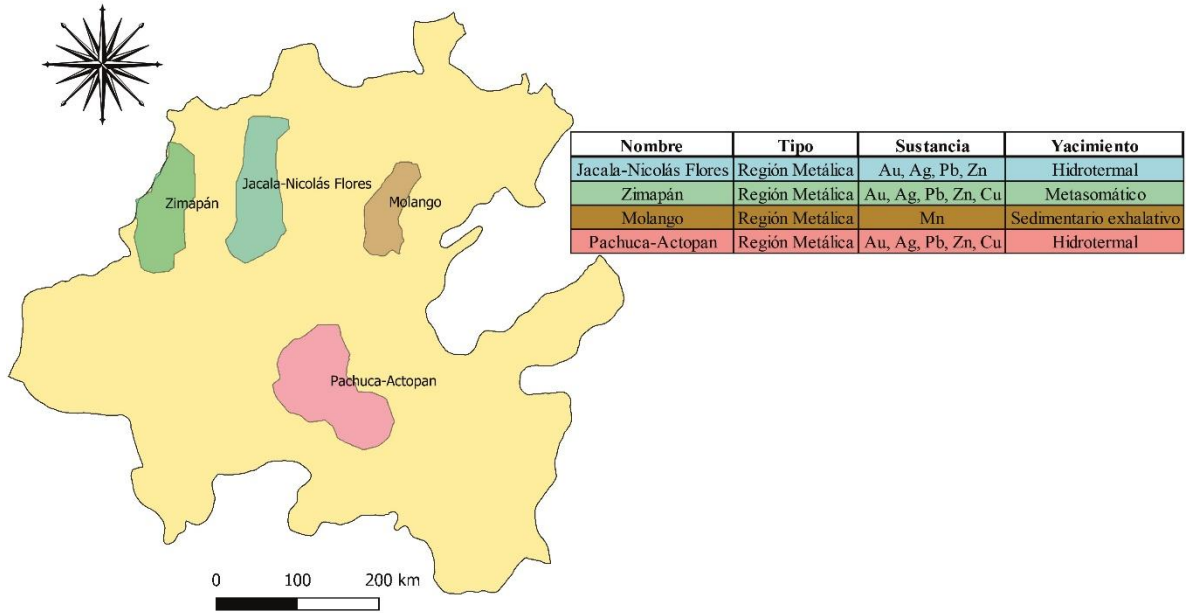 Nombre Tipo Sustancia Yacimiento
Jacala-Nicolás Flores Región Metálica Au, Ag, Pb, Zn Hidrotermal
Zimapán Región Metálica Au, Ag, Pb, Zn, Cu Metasomático
Molango Región Metálica Mn Sedimentario exhalativo
Pachuca-Actopan Región Metálica Au, Ag, Pb, Zn, Cu Hidrotermal
Jacala-Nicolás Flores
Zimapán
Molango
Pachuca-Actopan
0 100 200 km